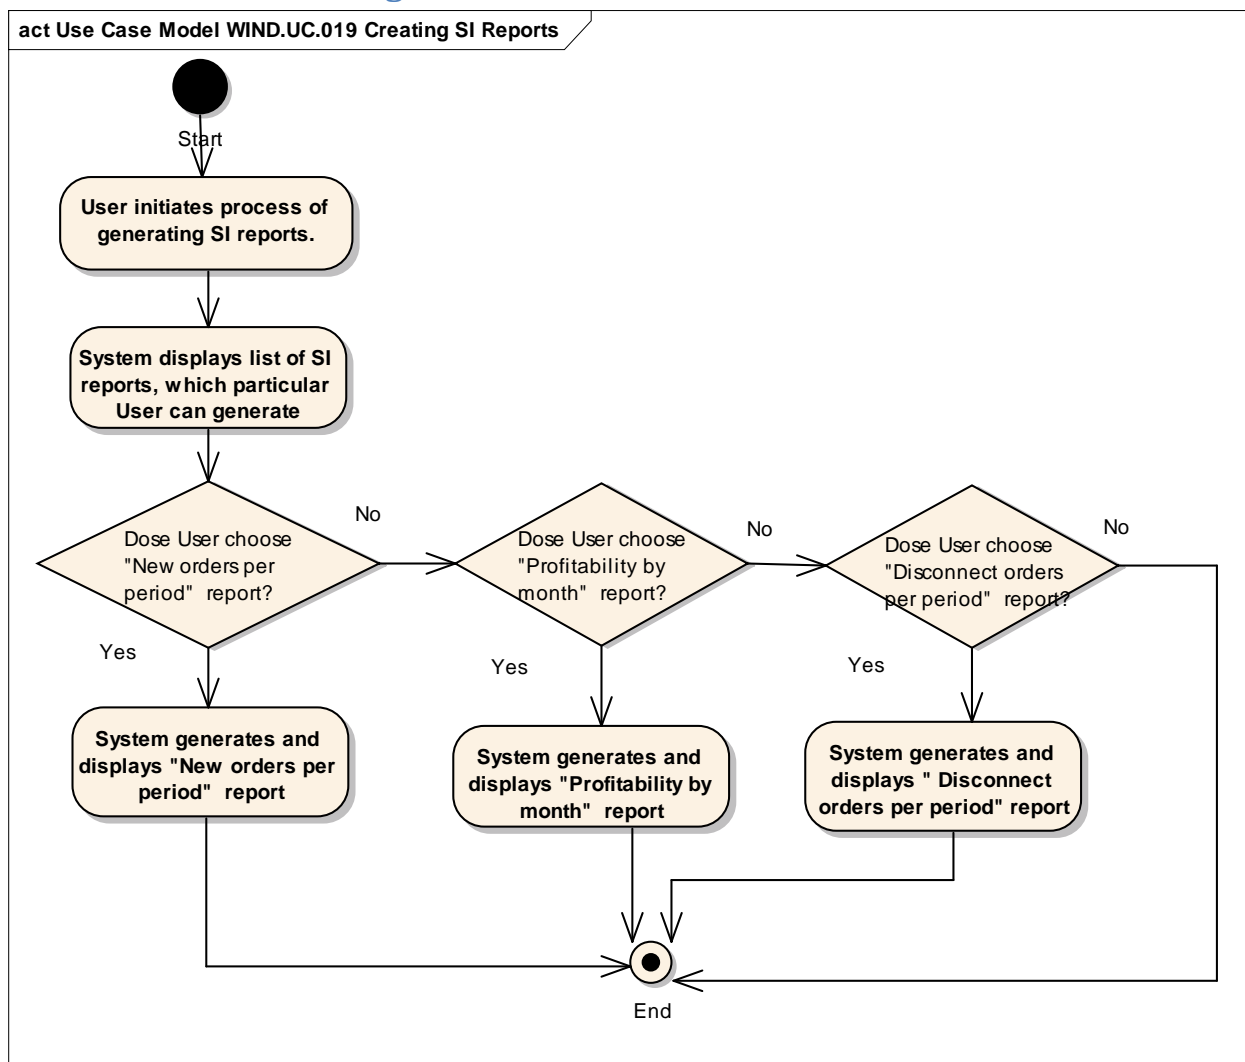 act Use Case Model WIND.UC.019 Creating SI Reports
Start
User initiates process of
generating SI reports.
System displays list of SI
reports, which particular
User can generate
Dose User choose
"New orders per
period" report?
No
Dose User choose
"Profitability by
month" report?
No
Dose User choose
"Disconnect orders
per period" report?
No
Yes
Yes
Yes
System generates and
displays "New orders per
period" report
System generates and
displays "Profitability by
month" report
System generates and
displays " Disconnect
orders per period" report
End